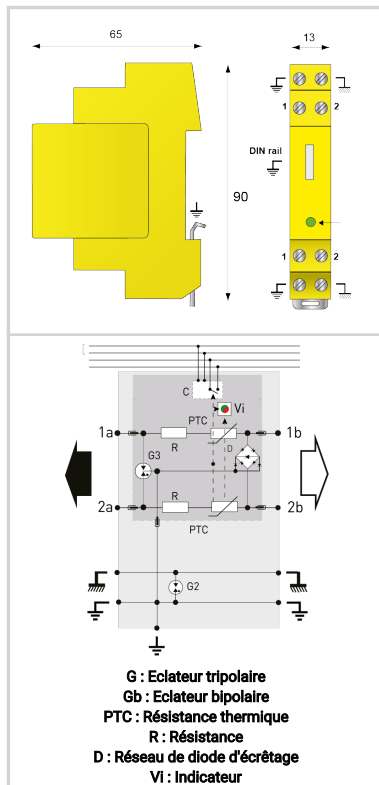 65
13
1
2
DIN rail
90
1
2
C
Vi
PTC
1a
1b
R
D
G3
R
2a
2b
PTC
G2
G : Eclateur tripolaire
Gb : Eclateur bipolaire
PTC : Résistance thermique
R : Résistance
D : Réseau de diode d'écrêtage
Vi : Indicateur